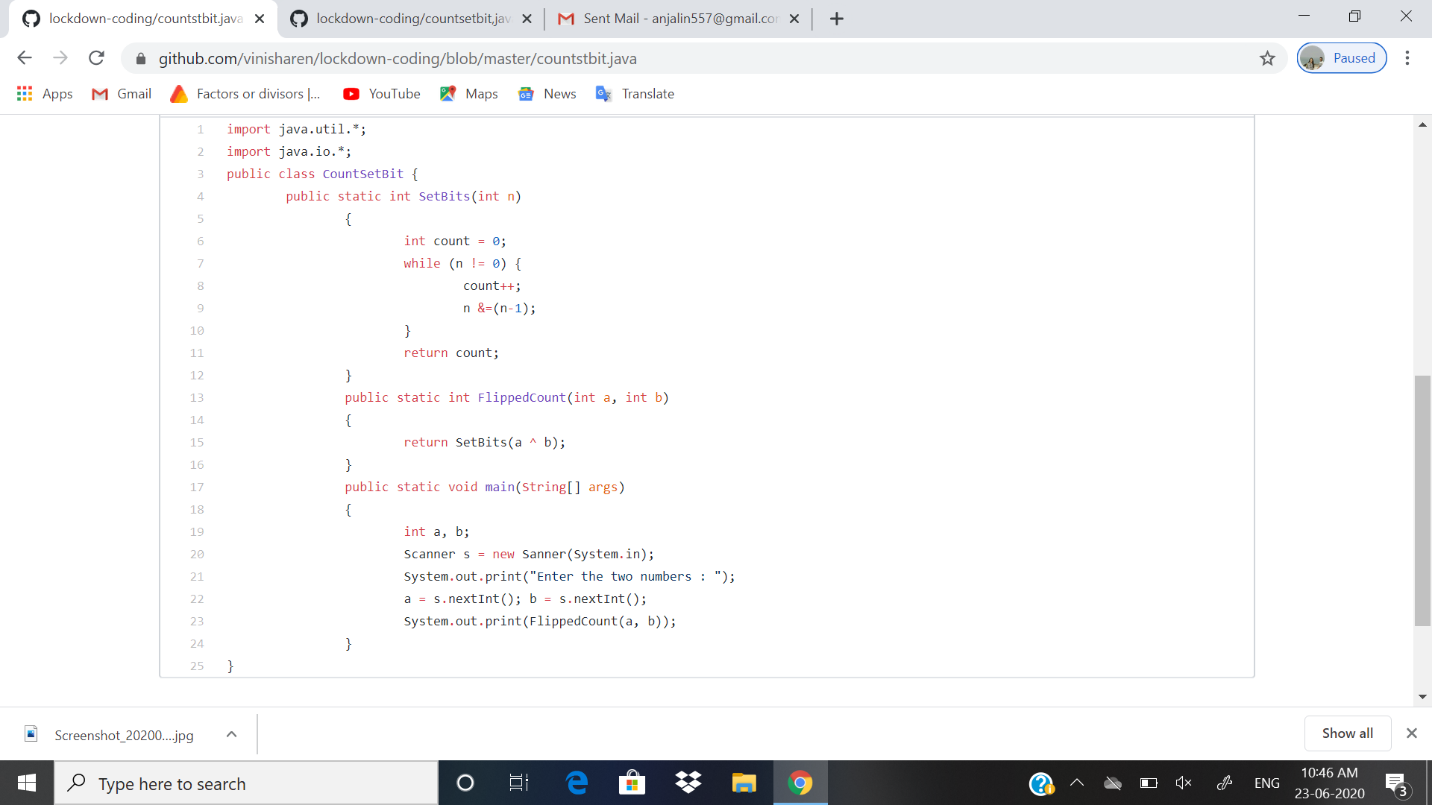 lockdown-coding/countstbit.java
lockdown-coding/countsetbit.jav
Sent Mail - anjalin557@gmail.cor
github.com/vinisharen/lockdown-coding/blob/master/countstbit.java
Paused
Apps
Gmail
Factors or divisors |...
YouTube
Maps
News
Translate
1 import java.util.*;
2 import java.io.*;
3 public class CountSetBit {
4 public static int SetBits(int n)
5 {
6 int count = 0;
7 while (n != 0) {
8 count++;
9 n &=(n-1);
10 }
11 return count;
12 }
13 public static int FlippedCount(int a, int b)
14 {
15 return SetBits(a ^ b);
16 }
17 public static void main(String[] args)
18 {
19 int a, b;
20 Scanner s = new Sanner(System.in);
21 System.out.print("Enter the two numbers : ");
22 a = s.nextInt(); b = s.nextInt();
23 System.out.print(FlippedCount(a, b));
24 }
25 }
Screenshot_20200....jpg
Show all
Type here to search
ENG
10:46 AM
23-06-2020
3